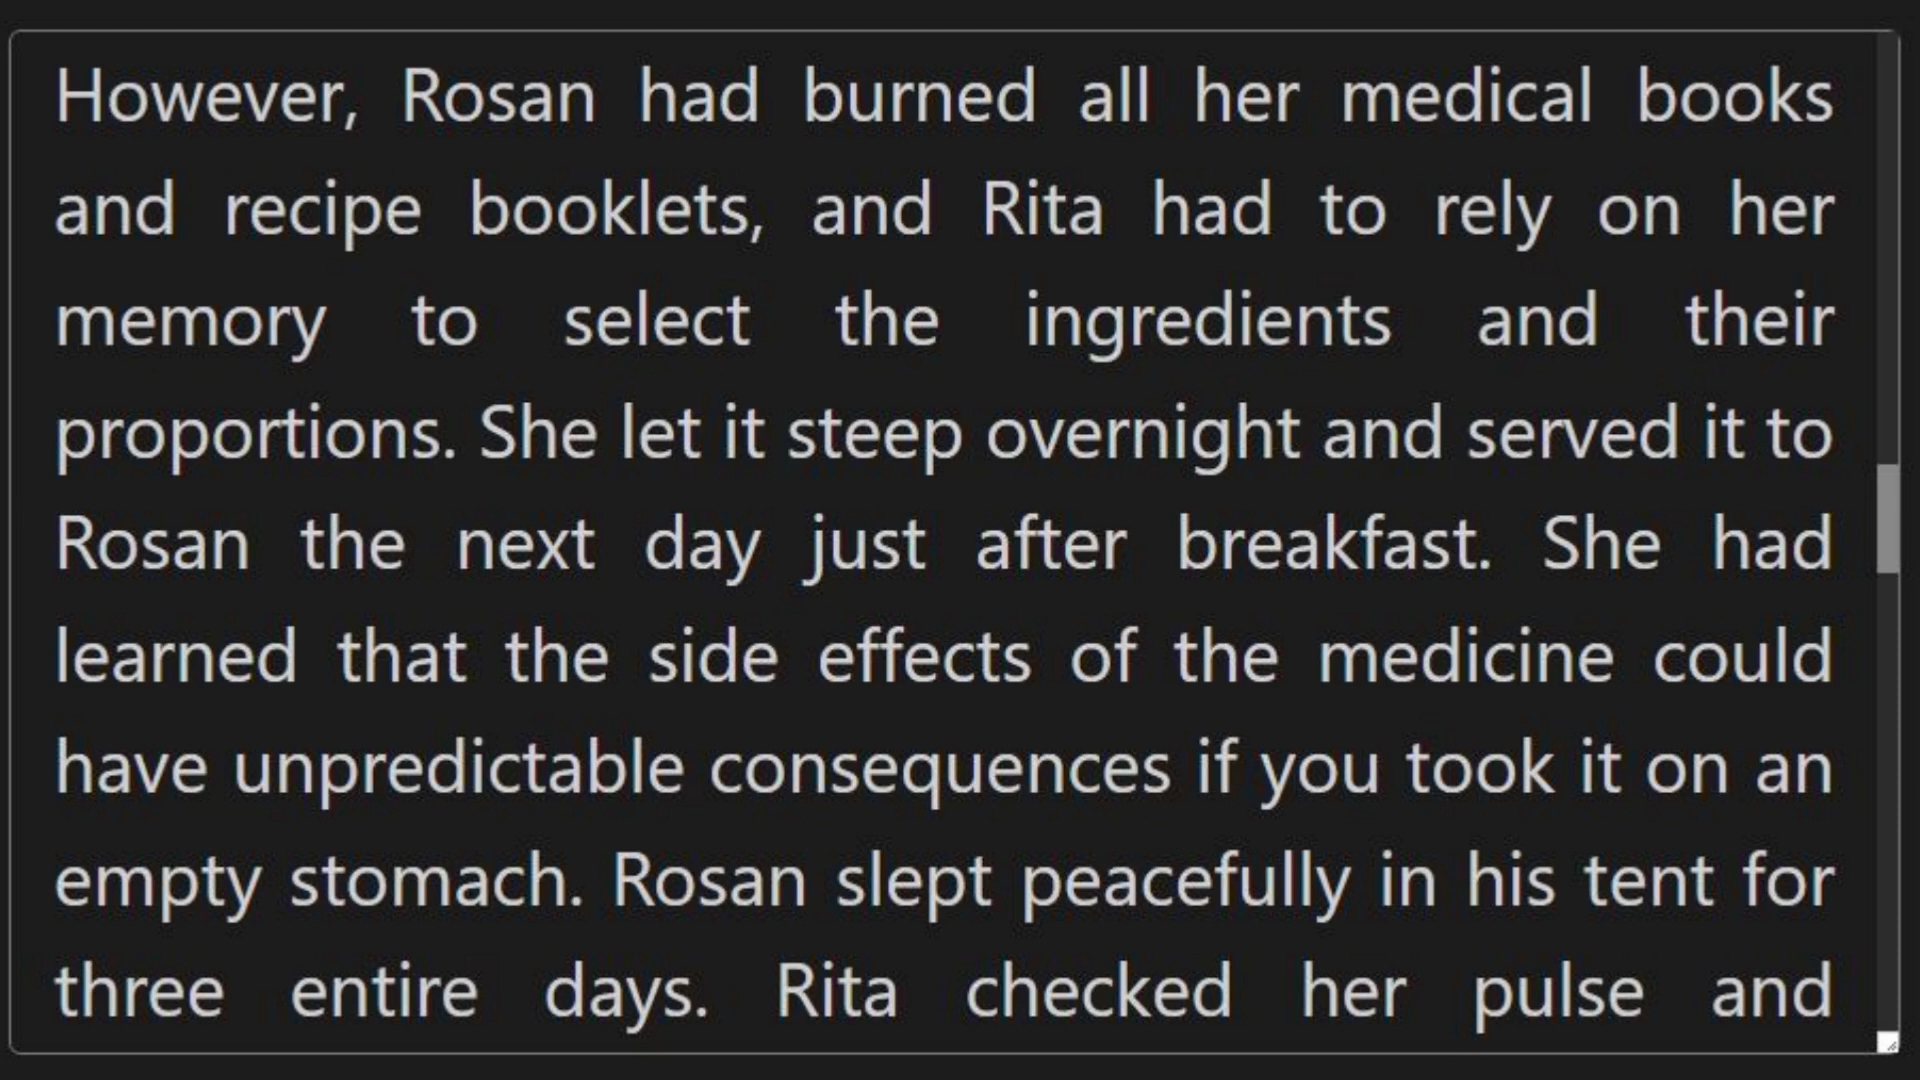 However, Rosan had burned all her medical books
and recipe booklets, and Rita had to rely on her
memory to select the ingredients and their
proportions. She let it steep overnight and served it to
Rosan the next day just after breakfast. She had
learned that the side effects of the medicine could
have unpredictable consequences if you took it on an
empty stomach. Rosan slept peacefully in his tent for
three entire days. Rita checked her pulse and